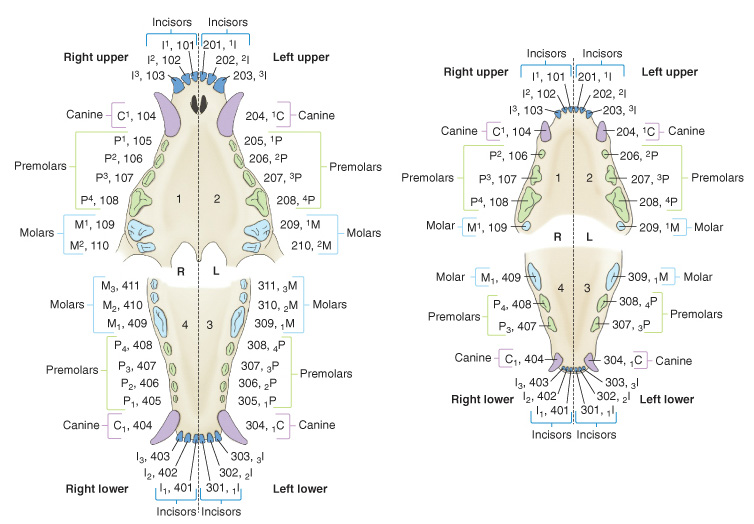 Incisors
I¹, 101 201, ¹I
Right upper I², 102 202, ²I Left upper
I³, 103 203, ³I
Canine C¹, 104 204, ¹C Canine
P¹, 105 205, ¹P
Premolars P², 106 206, ²P Premolars
P³, 107 207, ³P
P⁴, 108 1 2 208, ⁴P
Molars M¹, 109 209, ¹M Molars
M², 110 210, ²M
R L
M₃, 411 311, ₃M
Molars M₂, 410 310, ₂M Molars
M₁, 409 4 3 309, ₁M
P₄, 408 308, ₄P
Premolars P₃, 407 307, ₃P Premolars
P₂, 406 306, ₂P
P₁, 405 305, ₁P
Canine C₁, 404 304, ₁C Canine
I₃, 403 303, ₃I
I₂, 402 302, ₂I
Right lower I₁, 401 301, ₁I Left lower
Incisors Incisors
Incisors
Right upper I¹, 101 201, ¹I Left upper
I², 102 202, ²I
I³, 103 203, ³I
Canine C¹, 104 204, ¹C Canine
P², 106 206, ²P
Premolars P³, 107 1 2 207, ³P Premolars
P⁴, 108 208, ⁴P
Molar M¹, 109 209, ¹M Molar
R L
Molar M₁, 409 309, ₁M Molar
4 3
P₄, 408 308, ₄P
Premolars P₃, 407 307, ₃P Premolars
Canine C₁, 404 304, ₁C Canine
I₃, 403 303, ₃I
I₂, 402 302, ₂I
Right lower I₁, 401 301, ₁I Left lower
Incisors